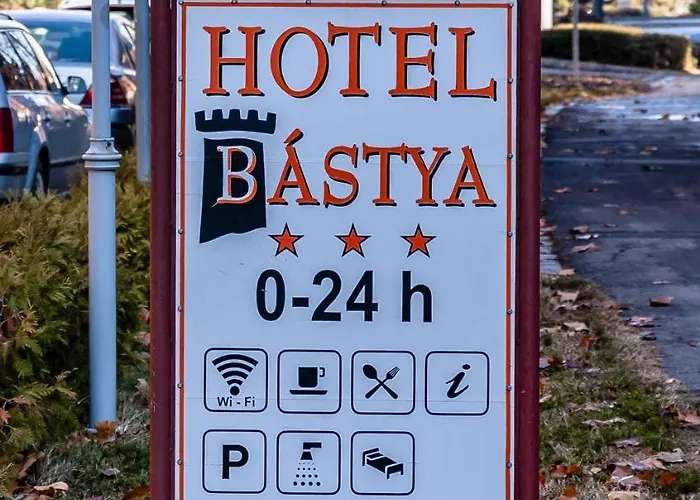 HOTEL
BÁSTYA
0-24 h
Wi - Fi
i
P